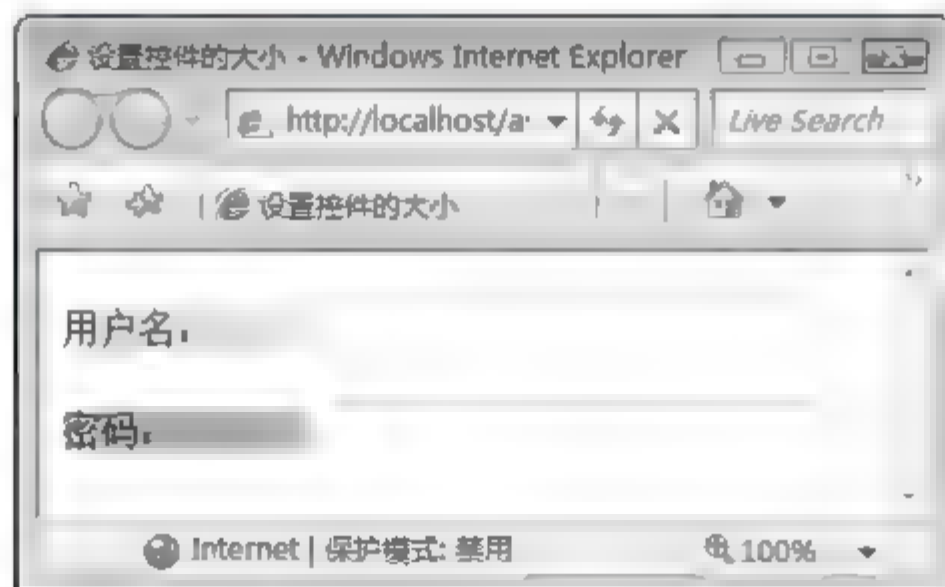 设置控件的大小 - Windows Internet Explorer
http://localhost/a
Live Search
设置控件的大小
用户名:
密码:
Internet | 保护模式: 禁用
100%